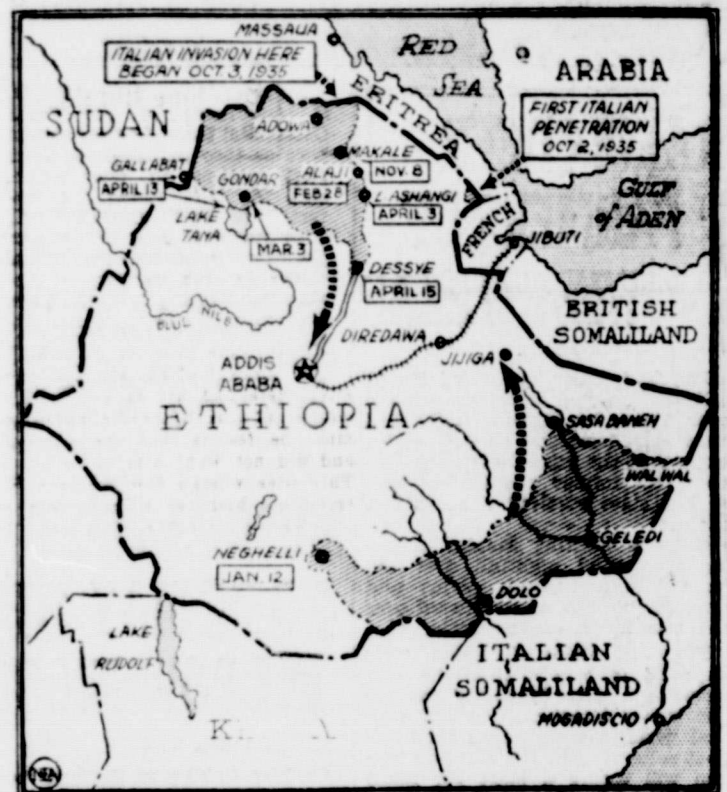 MASSAUA
ITALIAN INVASION HERE
BEGAN OCT. 3, 1935
RED
SEA
ARABIA
FIRST ITALIAN
PENETRATION
OCT 2, 1935
SUDAN
ERITREA
ADOWA
MAKALE
NOV. 8
GALLABAT
APRIL 13
GONDAR
ALAJI
FEB 28
L. ASHANGI
APRIL 3
LAKE
TANA
MAR. 3
GULF
of ADEN
FRENCH
JIBUTI
DESSYE
APRIL 15
BLUE NILE
DIREDAWA
BRITISH
SOMALILAND
ADDIS
ABABA
JIJIGA
ETHIOPIA
SASA BANEH
WAL WAL
GELEDI
NEGHELLI
JAN. 12
DOLO
LAKE
RUDOLF
ITALIAN
SOMALILAND
MOGADISCIO
NEA